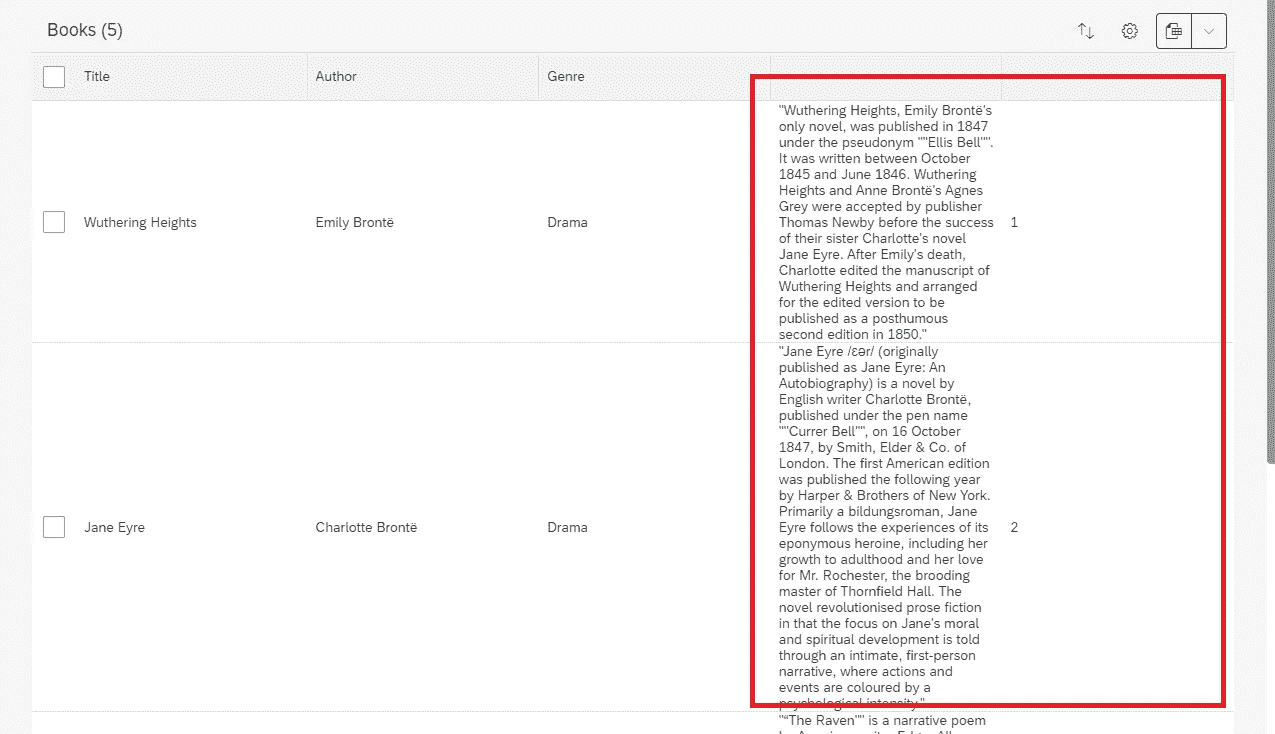 Books (5)
Title Author Genre
"Wuthering Heights, Emily Brontë's
only novel, was published in 1847
under the pseudonym ""Ellis Bell"".
It was written between October
1845 and June 1846. Wuthering
Heights and Anne Brontë's Agnes
Grey were accepted by publisher
Thomas Newby before the success
Wuthering Heights Emily Brontë Drama of their sister Charlotte's novel 1
Jane Eyre. After Emily's death,
Charlotte edited the manuscript of
Wuthering Heights and arranged
for the edited version to be
published as a posthumous
second edition in 1850."
"Jane Eyre /ɛər/ (originally
published as Jane Eyre: An
Autobiography) is a novel by
English writer Charlotte Brontë,
published under the pen name
""Currer Bell"", on 16 October
1847, by Smith, Elder & Co. of
London. The first American edition
was published the following year
by Harper & Brothers of New York.
Primarily a bildungsroman, Jane
Jane Eyre Charlotte Brontë Drama Eyre follows the experiences of its 2
eponymous heroine, including her
growth to adulthood and her love
for Mr. Rochester, the brooding
master of Thornfield Hall. The
novel revolutionised prose fiction
in that the focus on Jane's moral
and spiritual development is told
through an intimate, first-person
narrative, where actions and
events are coloured by a
psychological intensity."
"“The Raven"" is a narrative poem